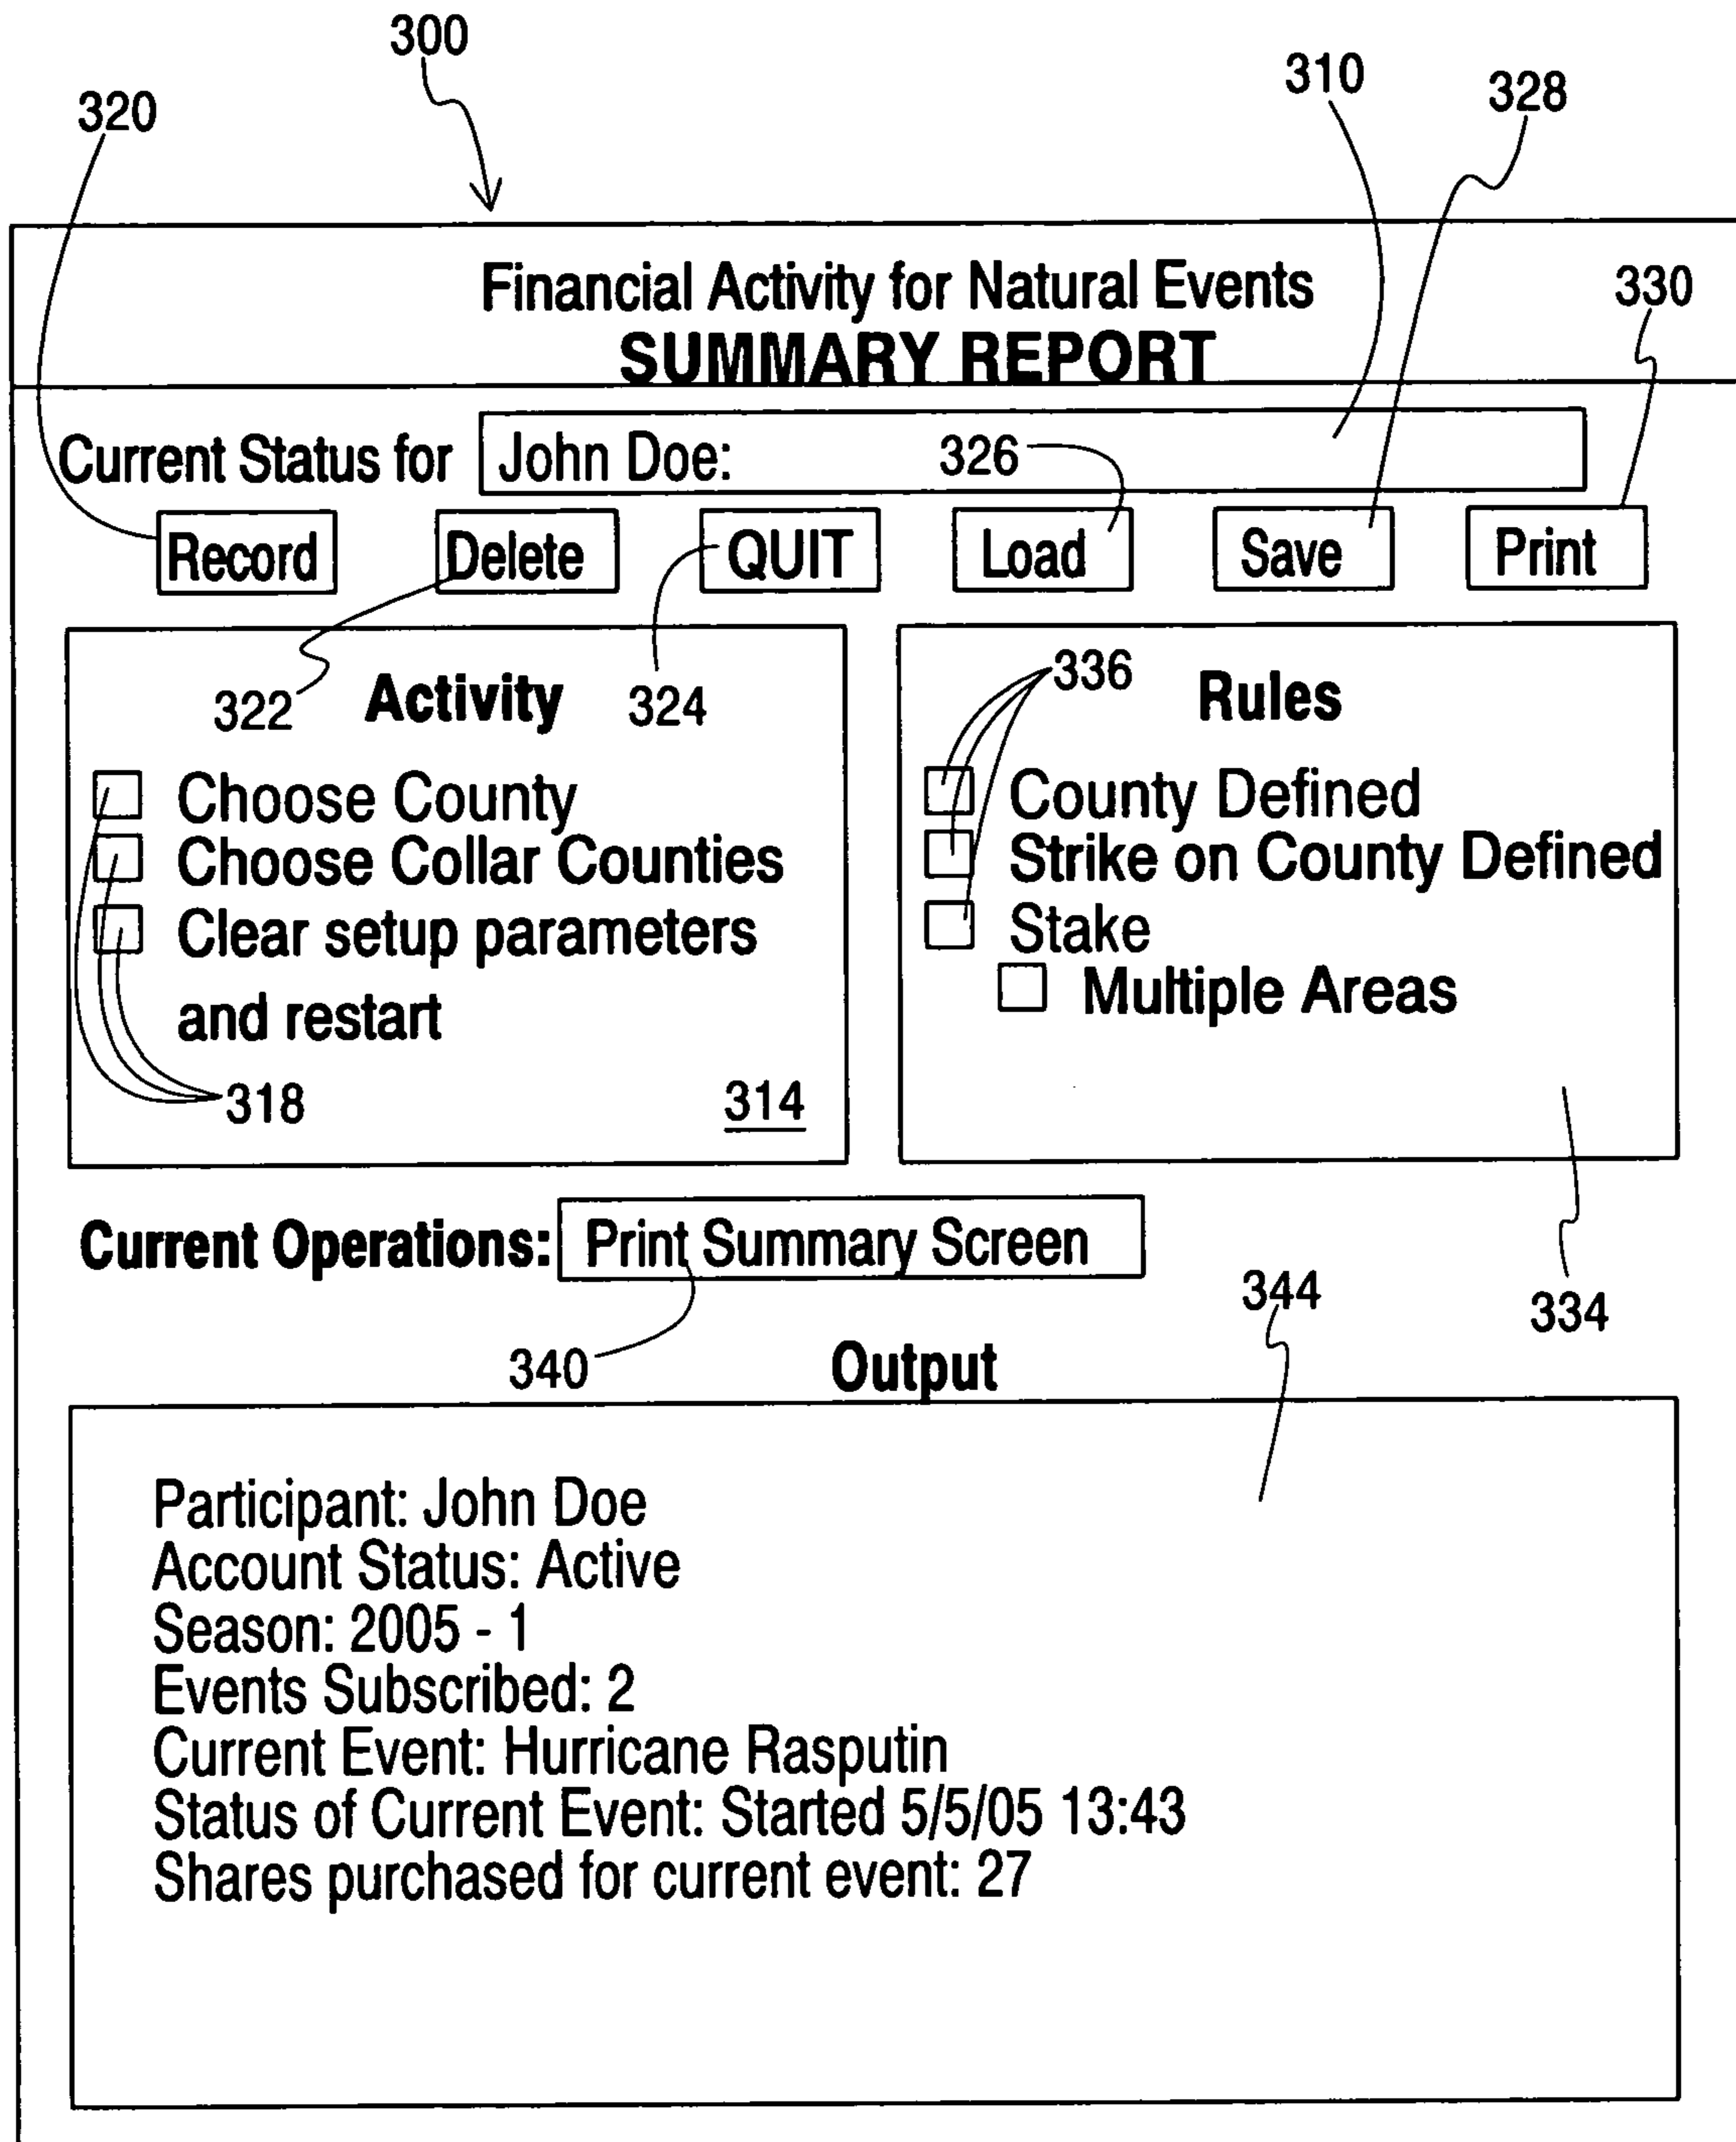 300
310
328
320
Financial Activity for Natural Events
330
SUMMARY REPORT
Current Status for John Doe: 326
Record Delete QUIT Load Save Print
322 Activity 324
Choose County
Choose Collar Counties
Clear setup parameters
and restart
318 314
336 Rules
County Defined
Strike on County Defined
Stake
Multiple Areas
334
Current Operations: Print Summary Screen
340
344
Output
Participant: John Doe
Account Status: Active
Season: 2005 - 1
Events Subscribed: 2
Current Event: Hurricane Rasputin
Status of Current Event: Started 5/5/05 13:43
Shares purchased for current event: 27